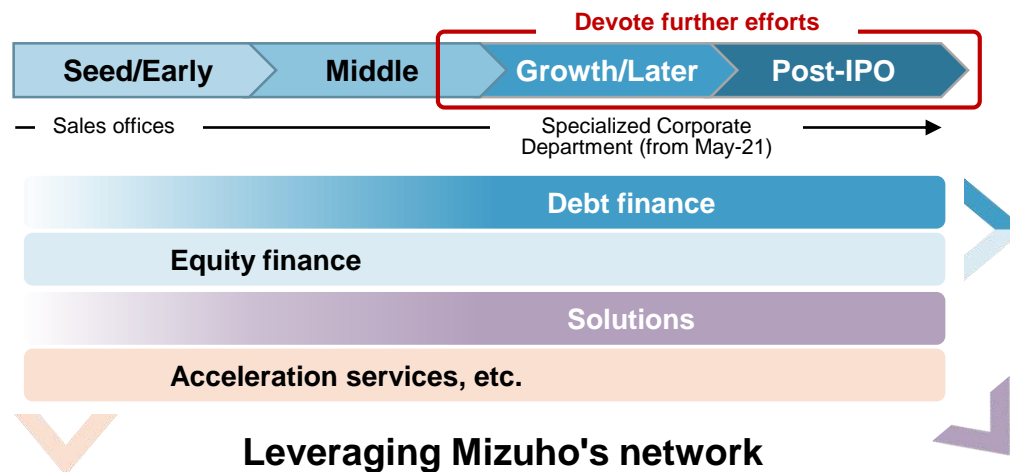 Devote further efforts
Seed/Early
Middle
Growth/Later
Post-IPO
Sales offices
Specialized Corporate
Department (from May-21)
Debt finance
Equity finance
Solutions
Acceleration services, etc.
Leveraging Mizuho's network